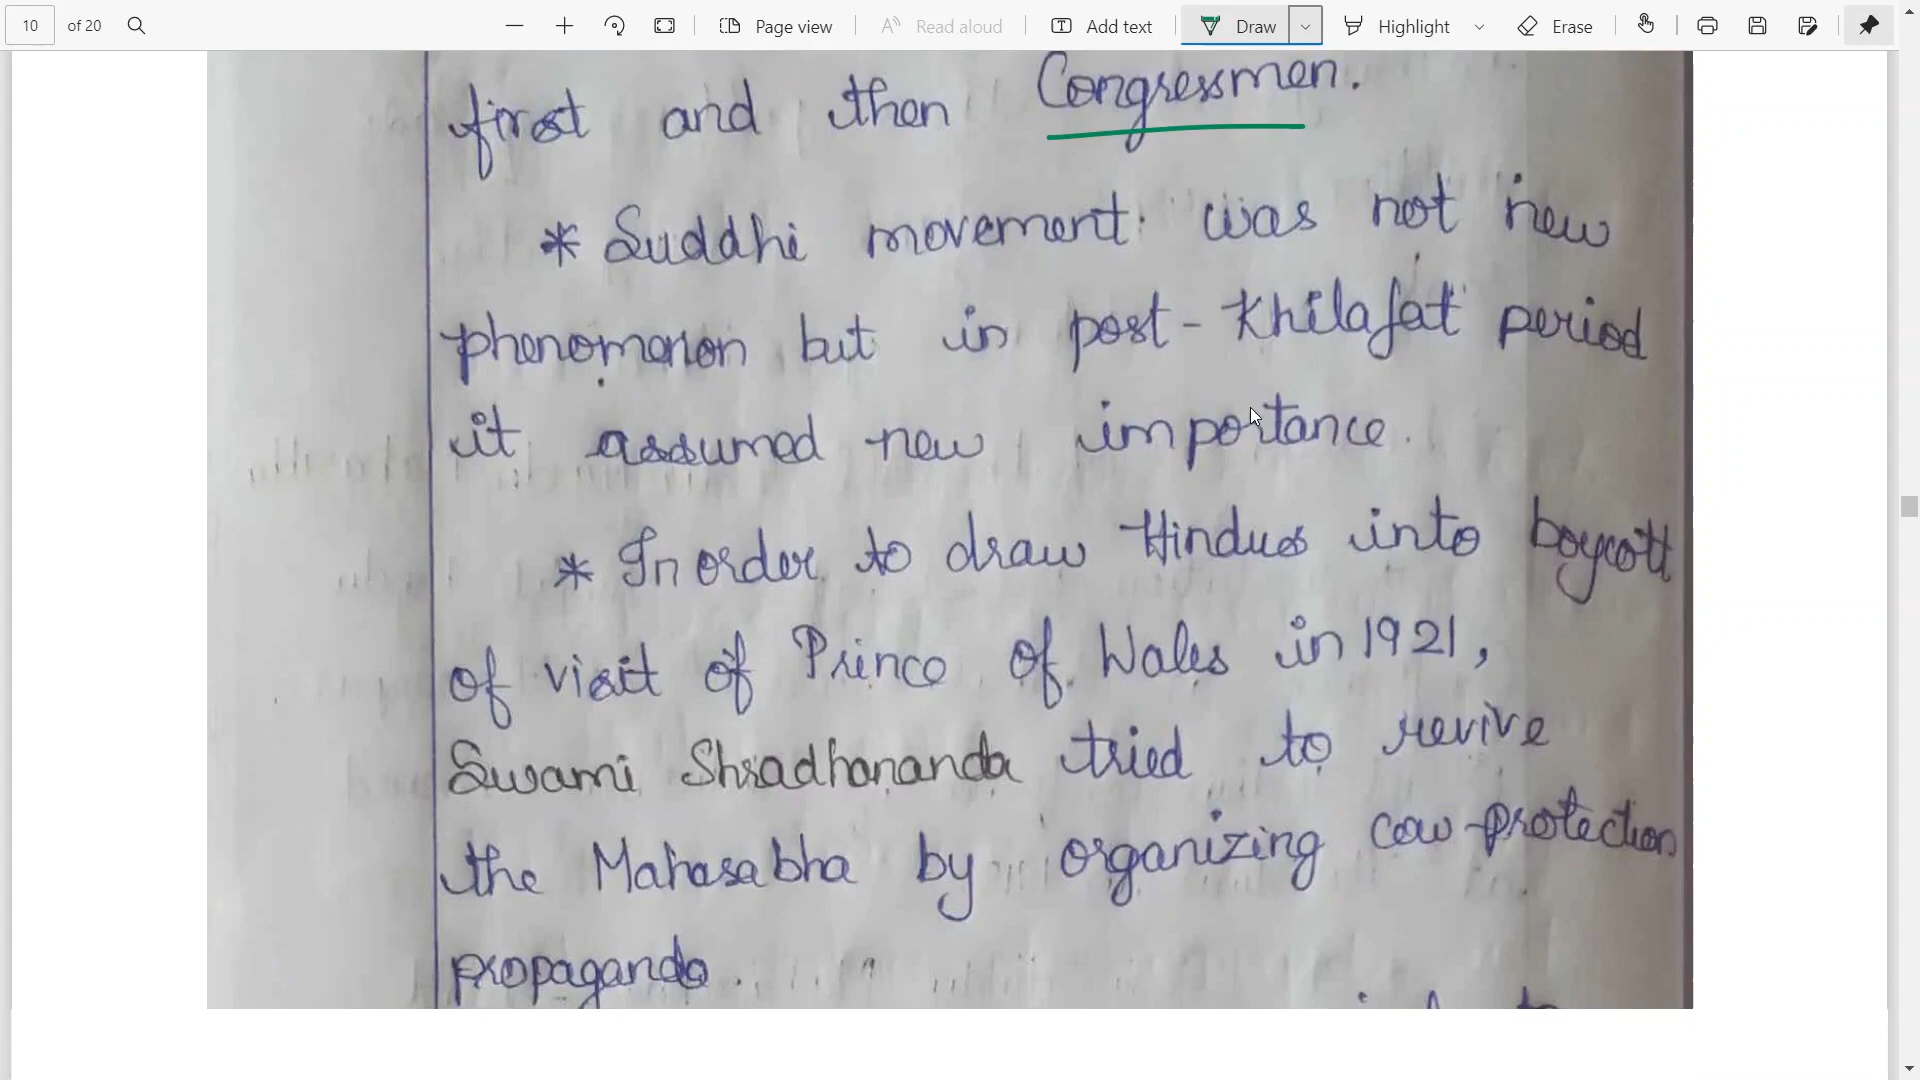 10 of 20 Page view Read aloud Add text Draw Highlight Erase
first and then Congressmen.
* Suddhi movement was not new
phenomenon but in post-Khilafat period
it assumed new importance.
* In order to draw Hindus into boycott
of visit of Prince of Wales in 1921,
Swami Shradhananda tried to revive
the Mahasabha by organizing cow-protection
propaganda.